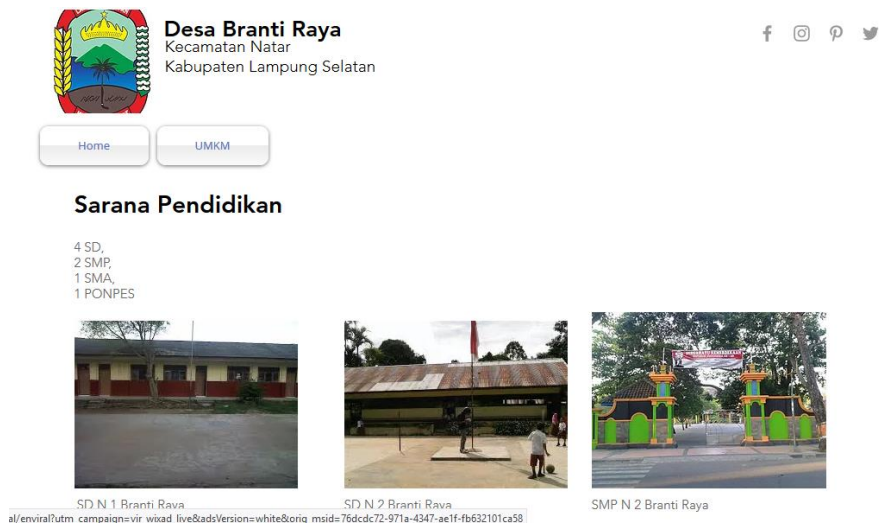 Desa Branti Raya
Kecamatan Natar
Kabupaten Lampung Selatan
Home
UMKM
Sarana Pendidikan
4 SD,
2 SMP,
1 SMA,
1 PONPES
SD N 1 Branti Raya
SD N 2 Branti Raya
SMP N 2 Branti Raya
al/enviral?utm_campaign=vir_wixad_live&adsVersion=white&orig_msid=76dcdc72-971a-4347-ae1f-fb632101ca58